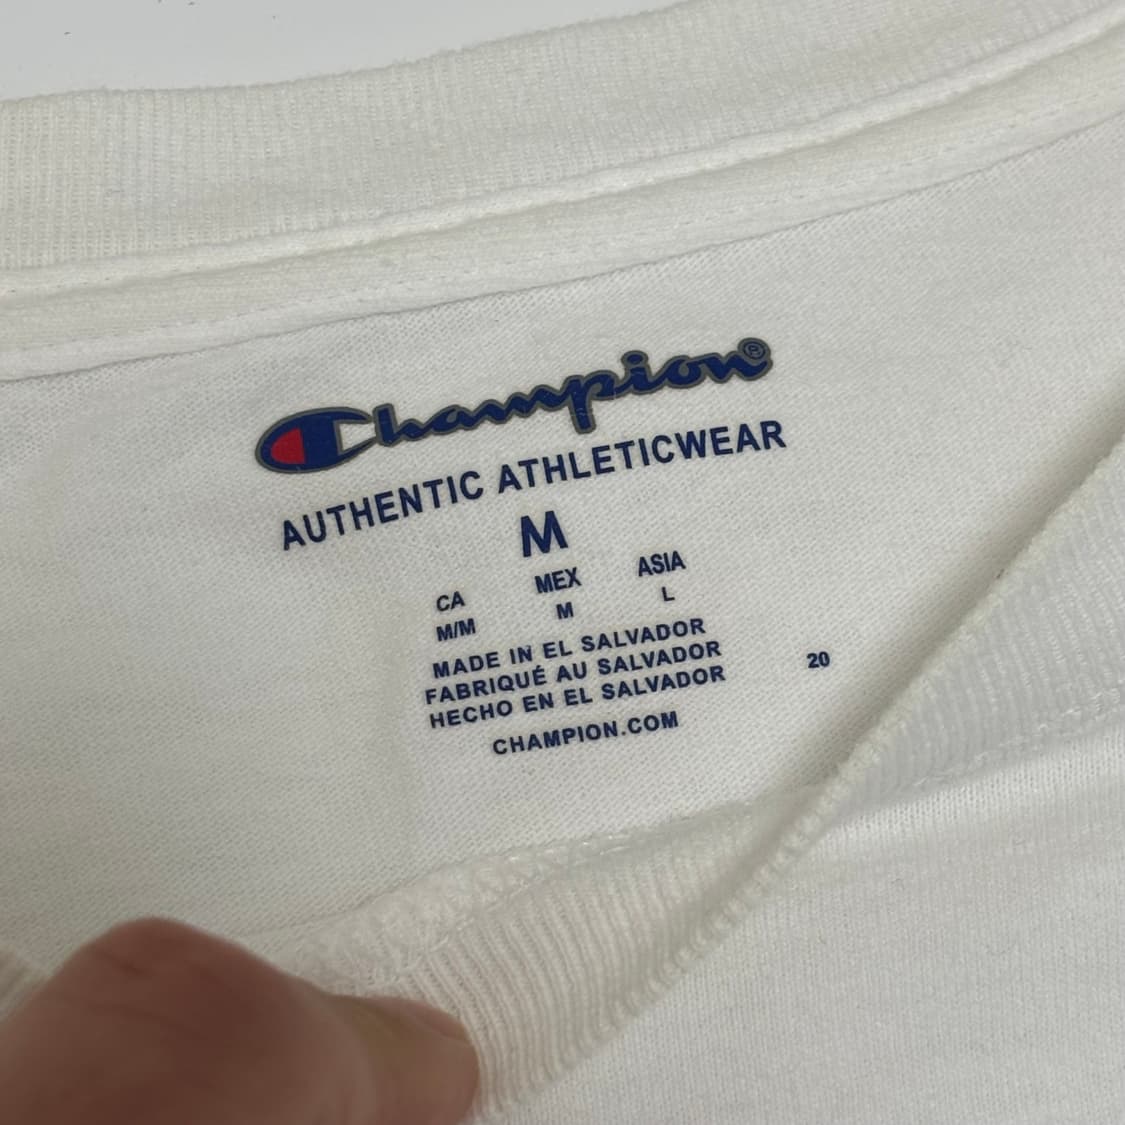 Champion®
AUTHENTIC ATHLETICWEAR
M
CA MEX ASIA
M/M M L
MADE IN EL SALVADOR
FABRIQUÉ AU SALVADOR
HECHO EN EL SALVADOR
20
CHAMPION.COM